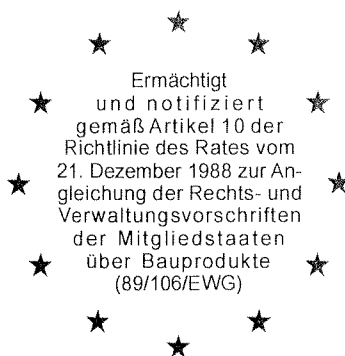 Ermächtigt
und notifiziert
gemäß Artikel 10 der
Richtlinie des Rates vom
21. Dezember 1988 zur An-
gleichung der Rechts- und
Verwaltungsvorschriften
der Mitgliedstaaten
über Bauprodukte
(89/106/EWG)